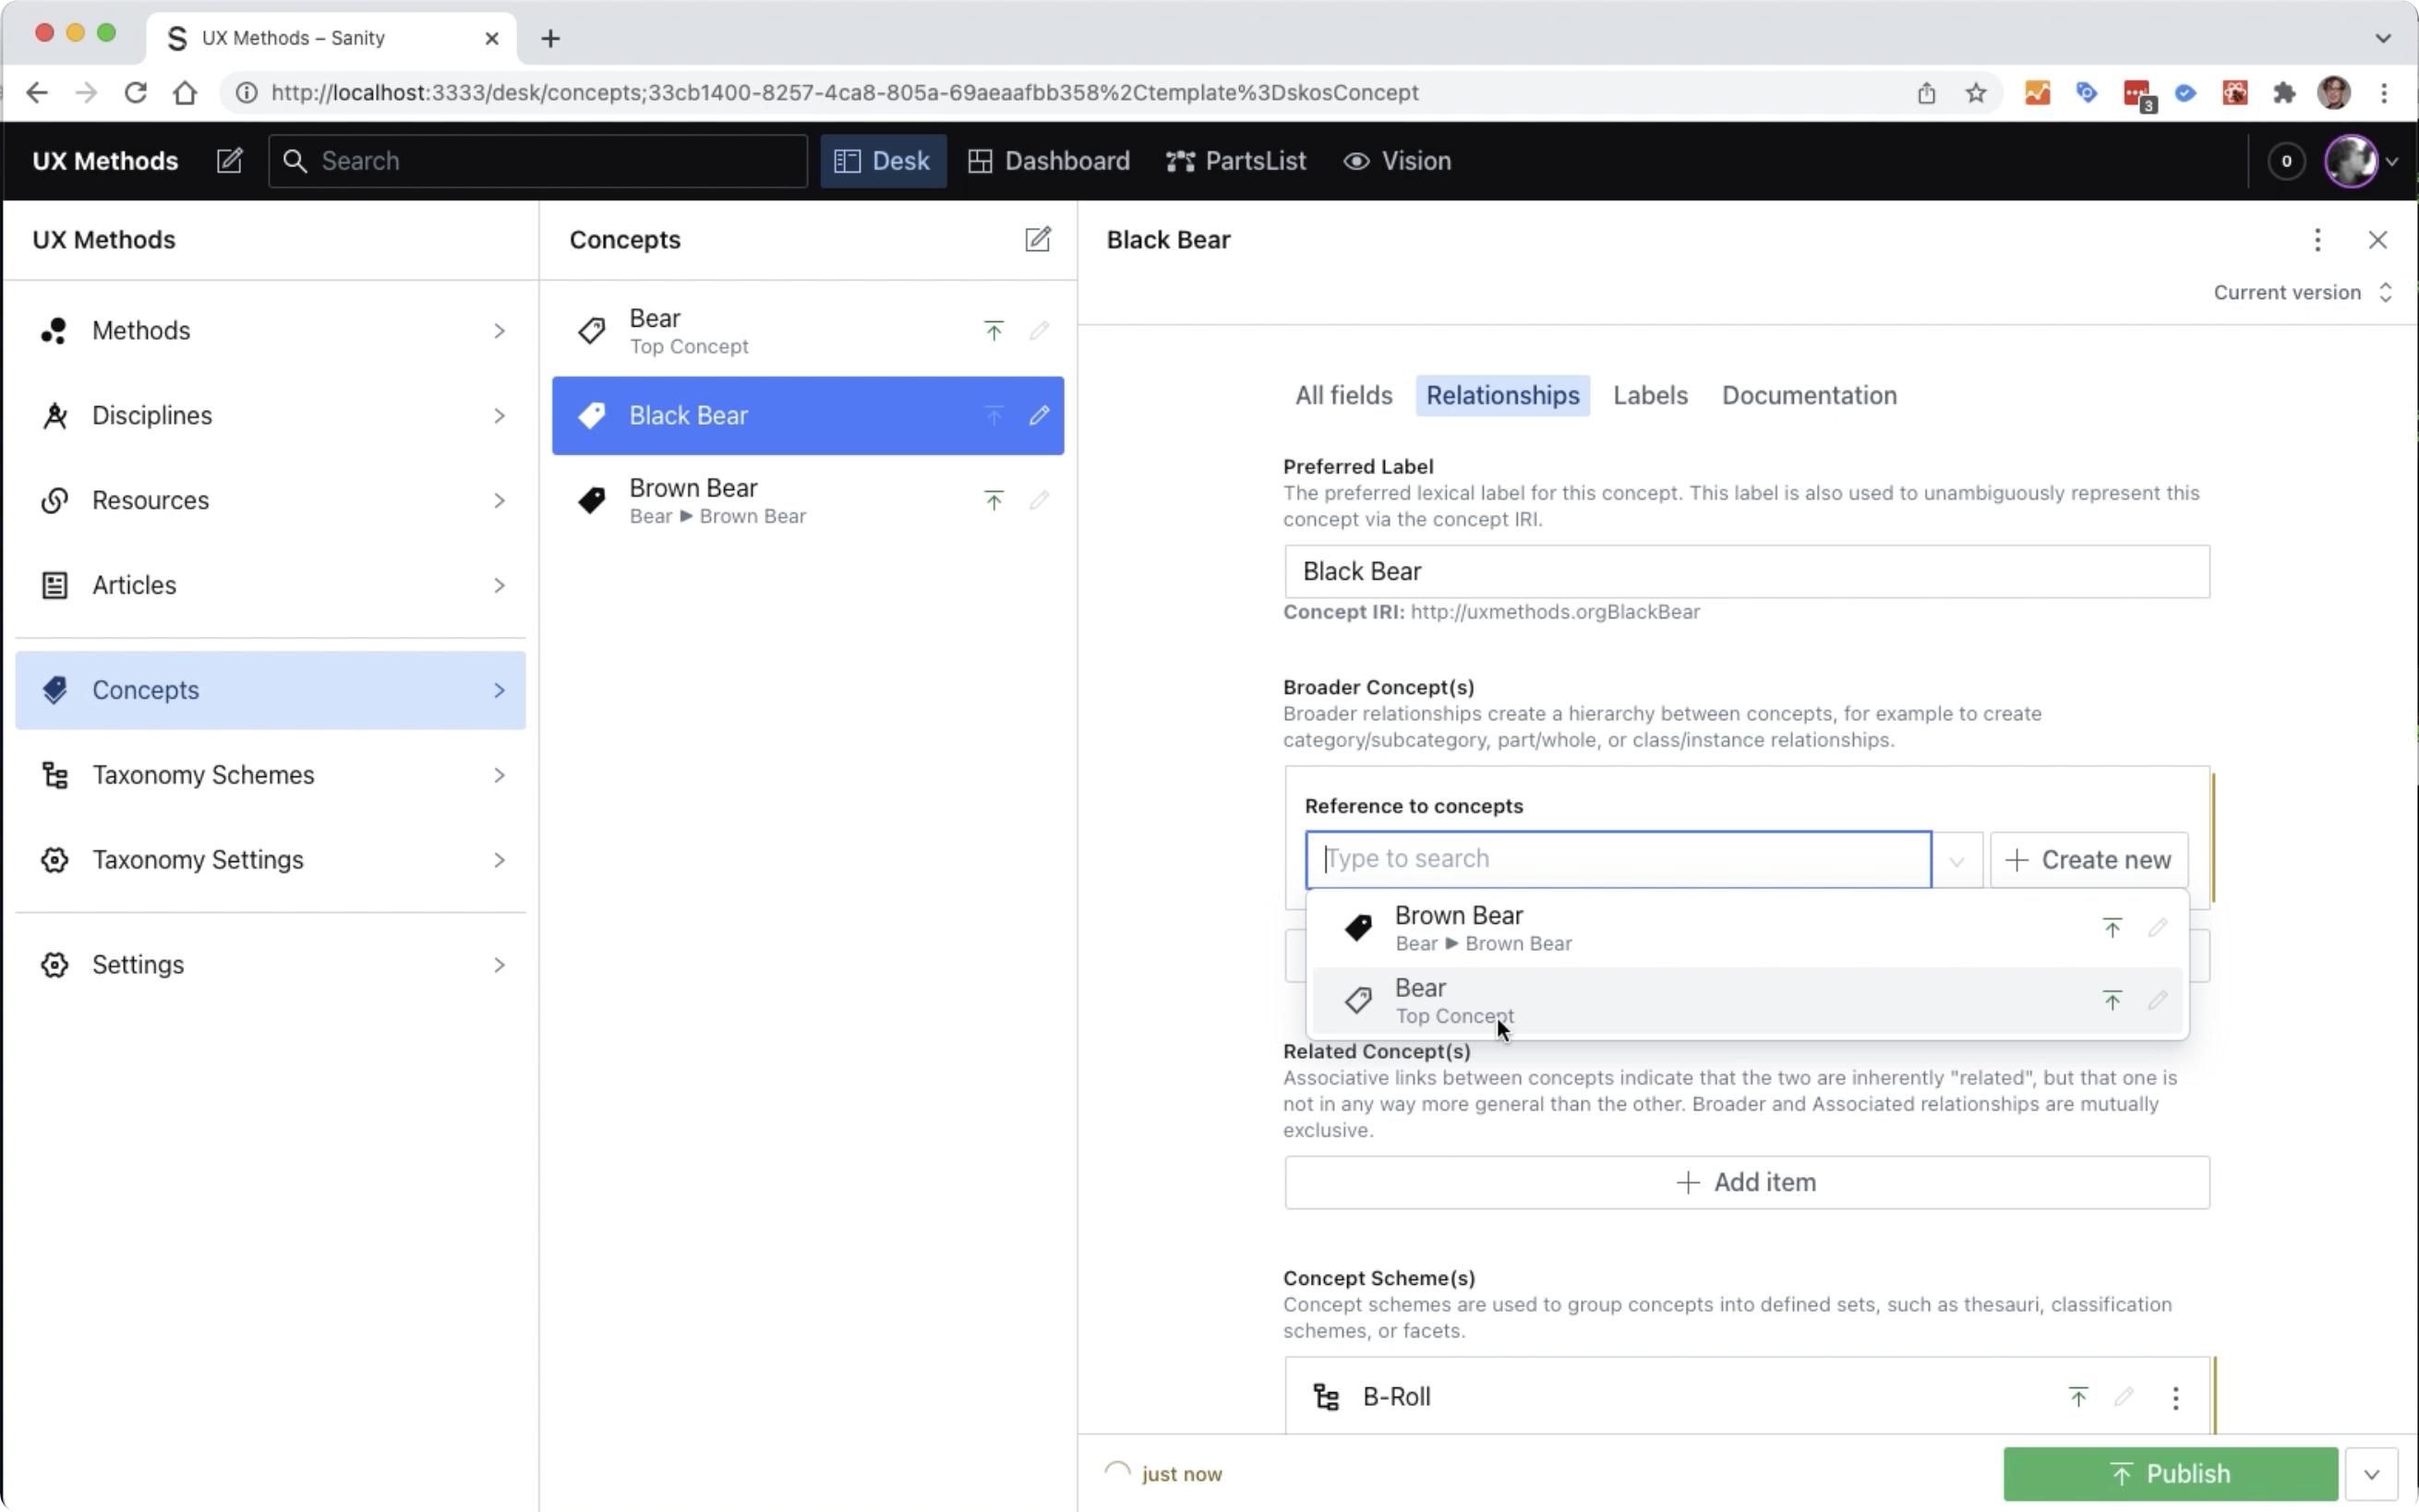 UX Methods – Sanity
http://localhost:3333/desk/concepts;33cb1400-8257-4ca8-805a-69aeaafbb358%2Ctemplate%3DskosConcept
3
UX Methods
Search
Desk
Dashboard
PartsList
Vision
0
UX Methods
Methods
Disciplines
Resources
Articles
Concepts
Taxonomy Schemes
Taxonomy Settings
Settings
Concepts
Bear
Top Concept
Black Bear
Brown Bear
Bear ▶ Brown Bear
Black Bear
Current version
All fields
Relationships
Labels
Documentation
Preferred Label
The preferred lexical label for this concept. This label is also used to unambiguously represent this
concept via the concept IRI.
Black Bear
Concept IRI: http://uxmethods.orgBlackBear
Broader Concept(s)
Broader relationships create a hierarchy between concepts, for example to create
category/subcategory, part/whole, or class/instance relationships.
Reference to concepts
Type to search
Create new
Brown Bear
Bear ▶ Brown Bear
Bear
Top Concept
Related Concept(s)
Associative links between concepts indicate that the two are inherently "related", but that one is
not in any way more general than the other. Broader and Associated relationships are mutually
exclusive.
Add item
Concept Scheme(s)
Concept schemes are used to group concepts into defined sets, such as thesauri, classification
schemes, or facets.
B-Roll
just now
Publish